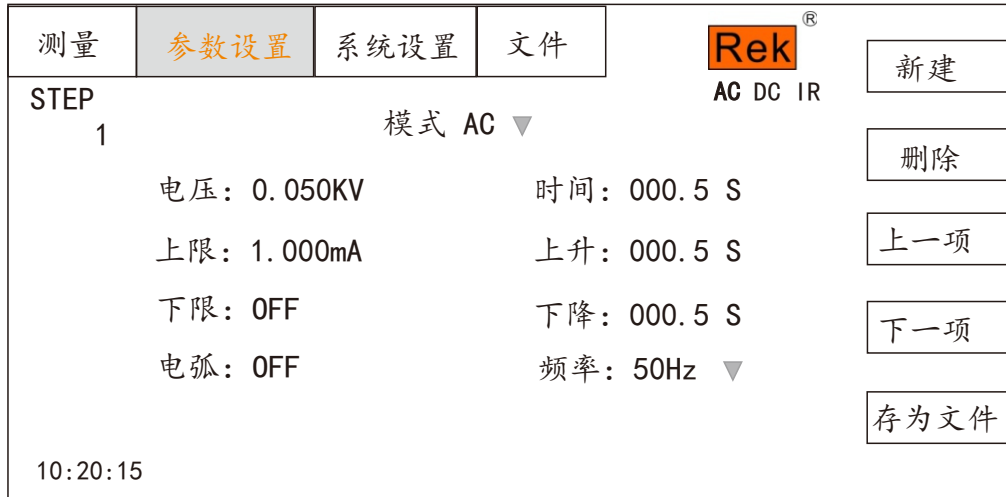 测量 参数设置 系统设置 文件 Rek® 新建
AC DC IR
STEP
1
模式 AC ▼
删除
电压：0.050KV 时间：000.5 S
上限：1.000mA 上升：000.5 S 上一项
下限：OFF 下降：000.5 S 下一项
电弧：OFF 频率：50Hz ▼
存为文件
10:20:15